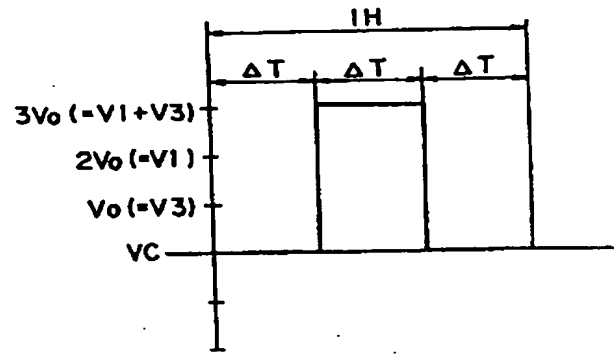 1H
ΔT ΔT ΔT
3Vo (=V1+V3)
2Vo (=V1)
Vo (=V3)
VC